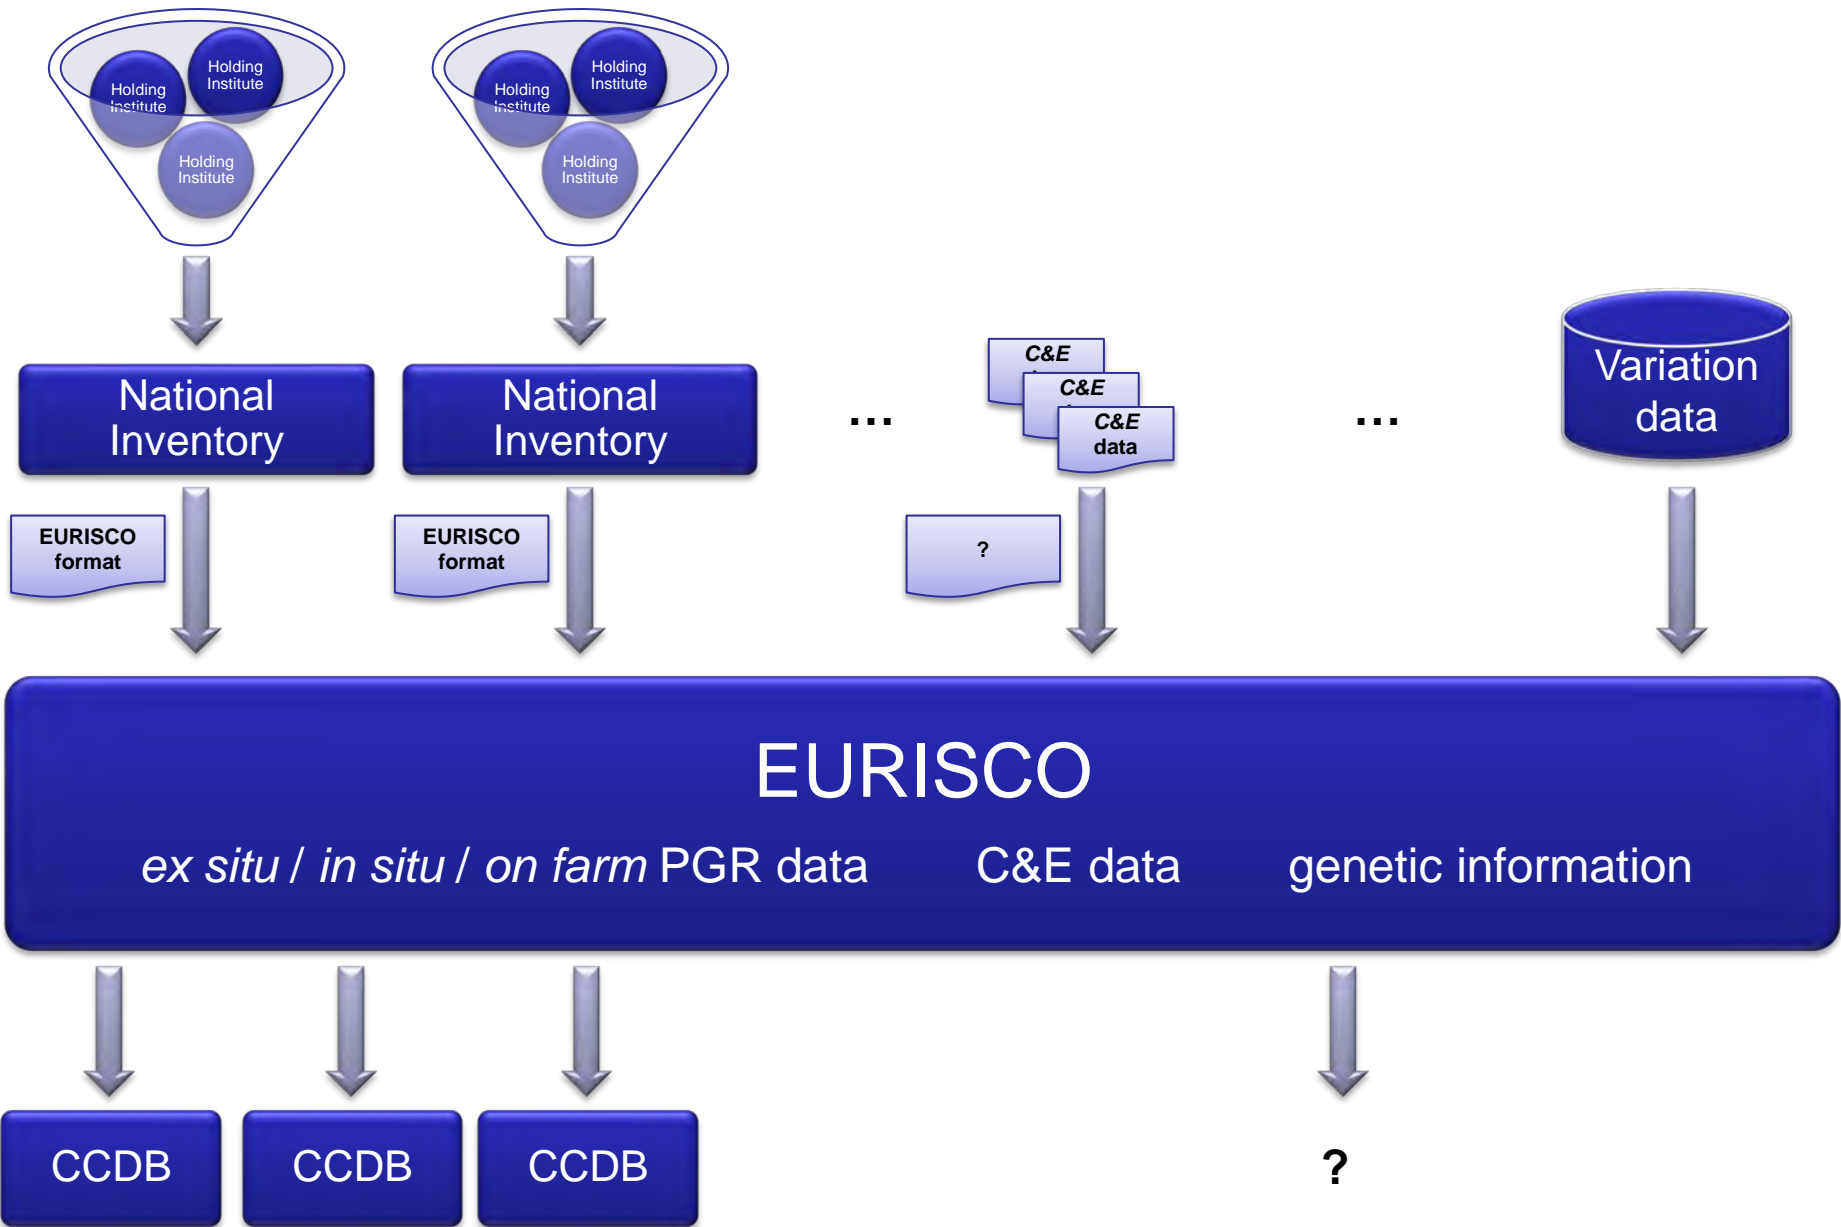 Holding
Institute
Holding
Institute
Holding
Institute
Holding
Institute
Holding
Institute
Holding
Institute
National
Inventory
National
Inventory
...
C&E
C&E
C&E
data
...
Variation
data
EURISCO
format
EURISCO
format
?
EURISCO
ex situ / in situ / on farm PGR data
C&E data
genetic information
CCDB
CCDB
CCDB
?